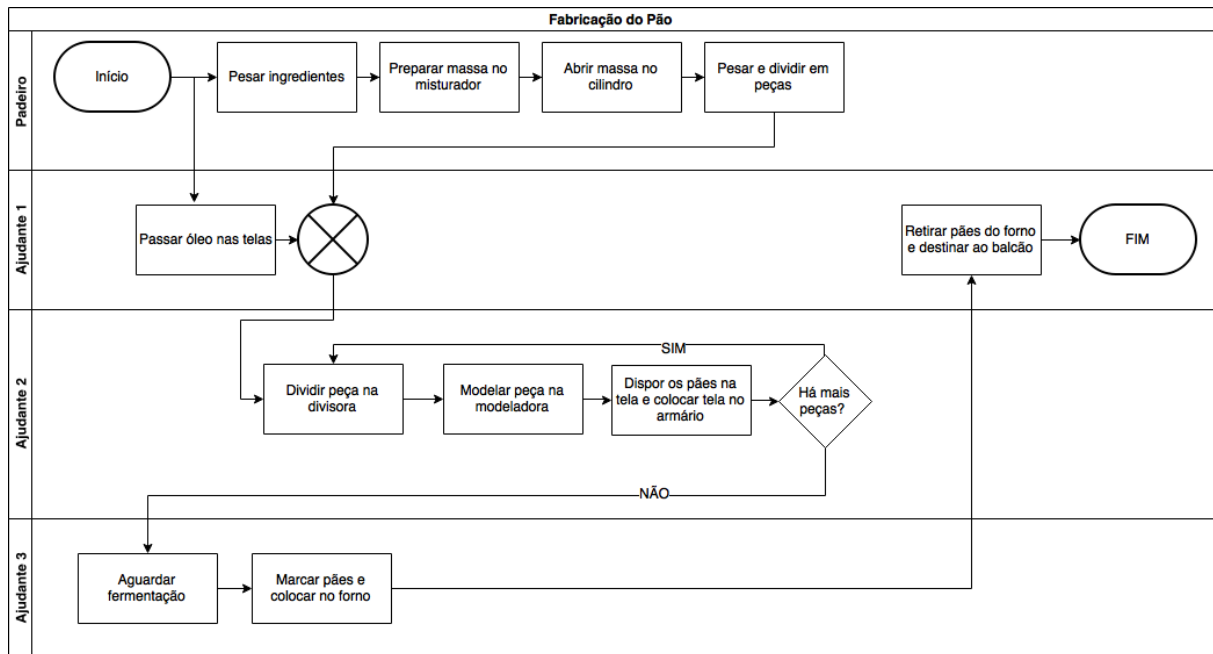 Fabricação do Pão
Padeiro
Início
Pesar ingredientes
Preparar massa no
misturador
Abrir massa no
cilindro
Pesar e dividir em
peças
Ajudante 1
Passar óleo nas telas
Retirar pães do forno
e destinar ao balcão
FIM
Ajudante 2
SIM
Dividir peça na
divisora
Modelar peça na
modeladora
Dispor os pães na
tela e colocar tela no
armário
Há mais
peças?
NÃO
Ajudante 3
Aguardar
fermentação
Marcar pães e
colocar no forno